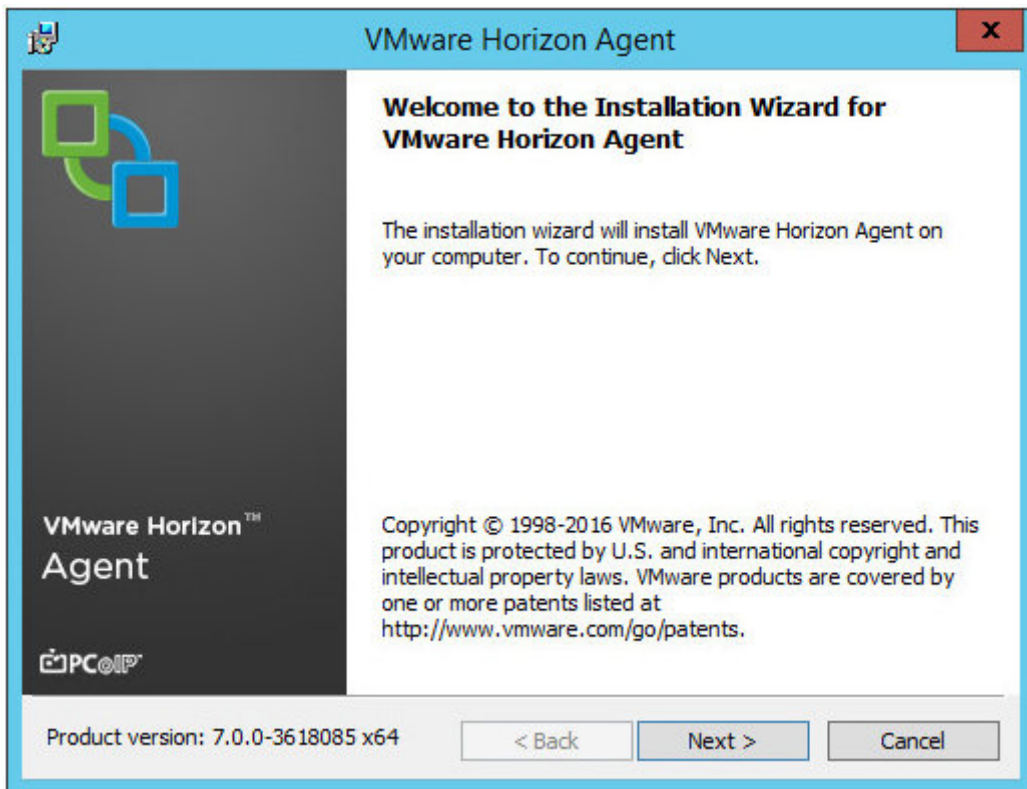 VMware Horizon Agent
x
Welcome to the Installation Wizard for
VMware Horizon Agent
The installation wizard will install VMware Horizon Agent on
your computer. To continue, click Next.
VMware Horizon™
Agent
Copyright © 1998-2016 VMware, Inc. All rights reserved. This
product is protected by U.S. and international copyright and
intellectual property laws. VMware products are covered by
one or more patents listed at
http://www.vmware.com/go/patents.
PCoIP™
Product version: 7.0.0-3618085 x64
< Back
Next >
Cancel